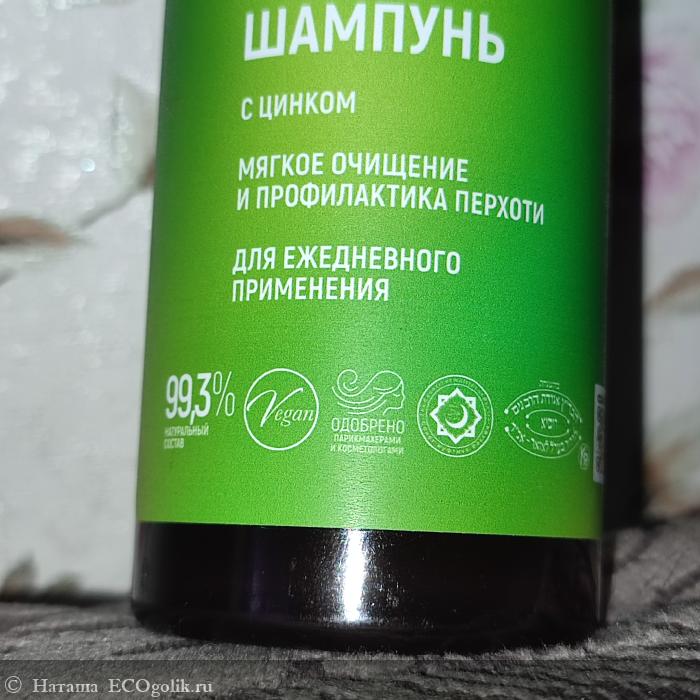 ШАМПУНЬ
С ЦИНКОМ
МЯГКОЕ ОЧИЩЕНИЕ
И ПРОФИЛАКТИКА ПЕРХОТИ
ДЛЯ ЕЖЕДНЕВНОГО
ПРИМЕНЕНИЯ
99,3%
НАТУРАЛЬНЫЙ
СОСТАВ
Vegan
ОДОБРЕНО
ПАРИКМАХЕРАМИ
И КОСМЕТОЛОГАМИ
Наташа ECOgolik.ru